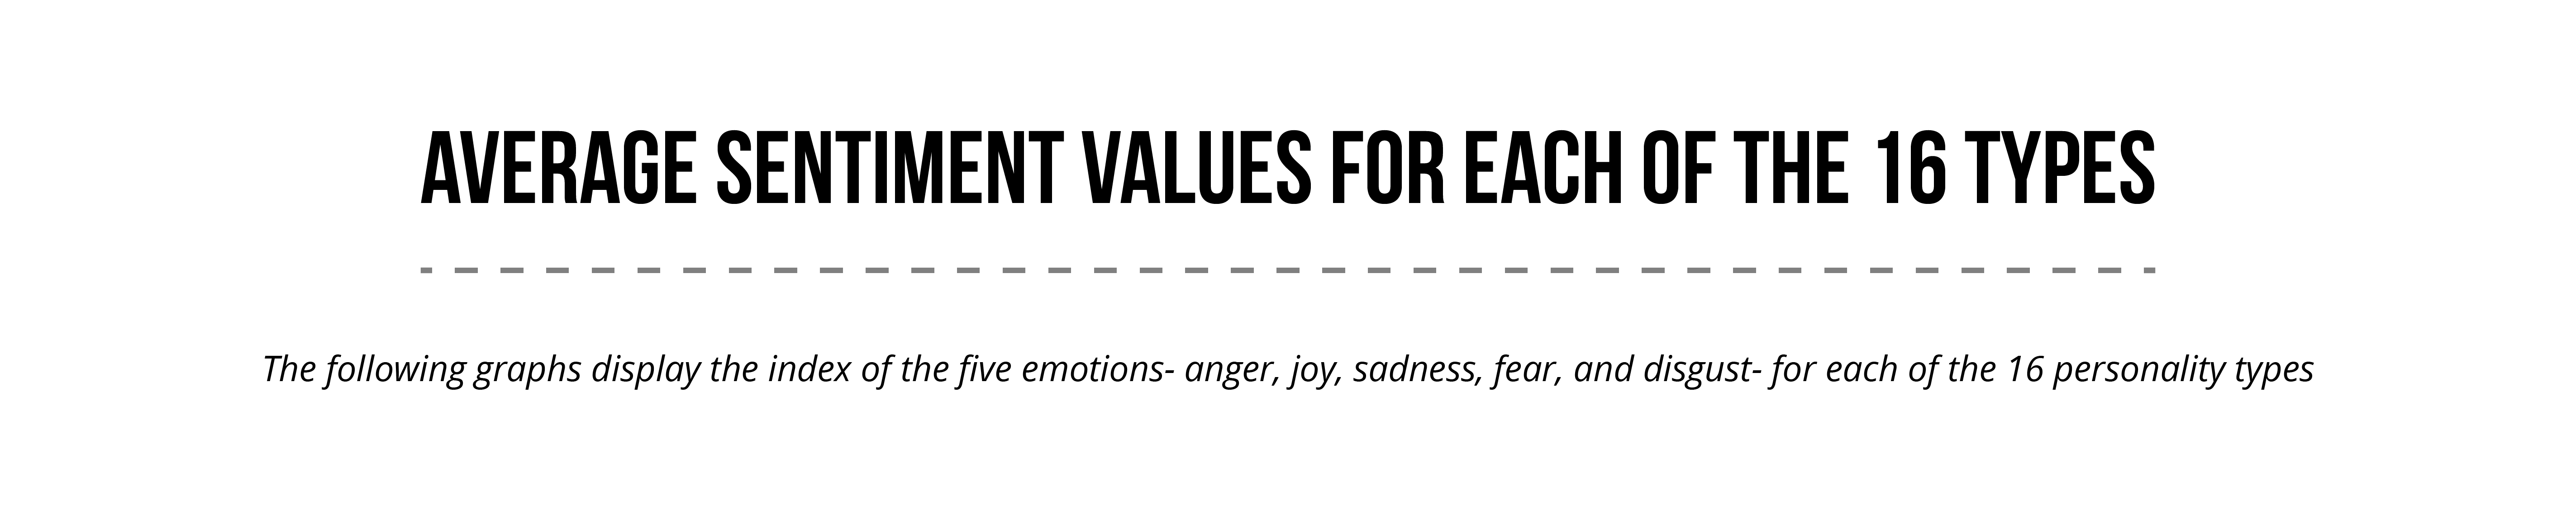 AVERAGE SENTIMENT VALUES FOR EACH OF THE 16 TYPES
The following graphs display the index of the five emotions- anger, joy, sadness, fear, and disgust- for each of the 16 personality types